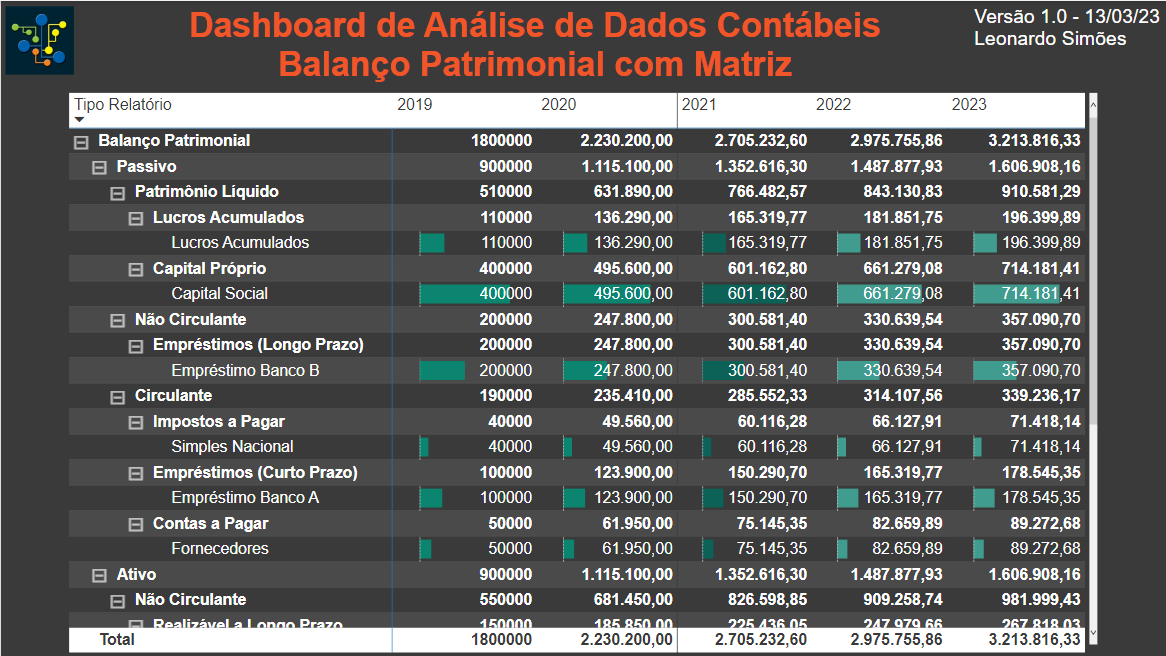 Dashboard de Análise de Dados Contábeis
Balanço Patrimonial com Matriz
Versão 1.0 - 13/03/23
Leonardo Simões
Tipo Relatório 2019 2020 2021 2022 2023
Balanço Patrimonial 1800000 2.230.200,00 2.705.232,60 2.975.755,86 3.213.816,33
Passivo 900000 1.115.100,00 1.352.616,30 1.487.877,93 1.606.908,16
Patrimônio Líquido 510000 631.890,00 766.482,57 843.130,83 910.581,29
Lucros Acumulados 110000 136.290,00 165.319,77 181.851,75 196.399,89
Lucros Acumulados 110000 136.290,00 165.319,77 181.851,75 196.399,89
Capital Próprio 400000 495.600,00 601.162,80 661.279,08 714.181,41
Capital Social 400000 495.600,00 601.162,80 661.279,08 714.181,41
Não Circulante 200000 247.800,00 300.581,40 330.639,54 357.090,70
Empréstimos (Longo Prazo) 200000 247.800,00 300.581,40 330.639,54 357.090,70
Empréstimo Banco B 200000 247.800,00 300.581,40 330.639,54 357.090,70
Circulante 190000 235.410,00 285.552,33 314.107,56 339.236,17
Impostos a Pagar 40000 49.560,00 60.116,28 66.127,91 71.418,14
Simples Nacional 40000 49.560,00 60.116,28 66.127,91 71.418,14
Empréstimos (Curto Prazo) 100000 123.900,00 150.290,70 165.319,77 178.545,35
Empréstimo Banco A 100000 123.900,00 150.290,70 165.319,77 178.545,35
Contas a Pagar 50000 61.950,00 75.145,35 82.659,89 89.272,68
Fornecedores 50000 61.950,00 75.145,35 82.659,89 89.272,68
Ativo 900000 1.115.100,00 1.352.616,30 1.487.877,93 1.606.908,16
Não Circulante 550000 681.450,00 826.598,85 909.258,74 981.999,43
Realizável a Longo Prazo 150000 185.850,00 225.436,05 247.979,66 267.818,03
Total 1800000 2.230.200,00 2.705.232,60 2.975.755,86 3.213.816,33